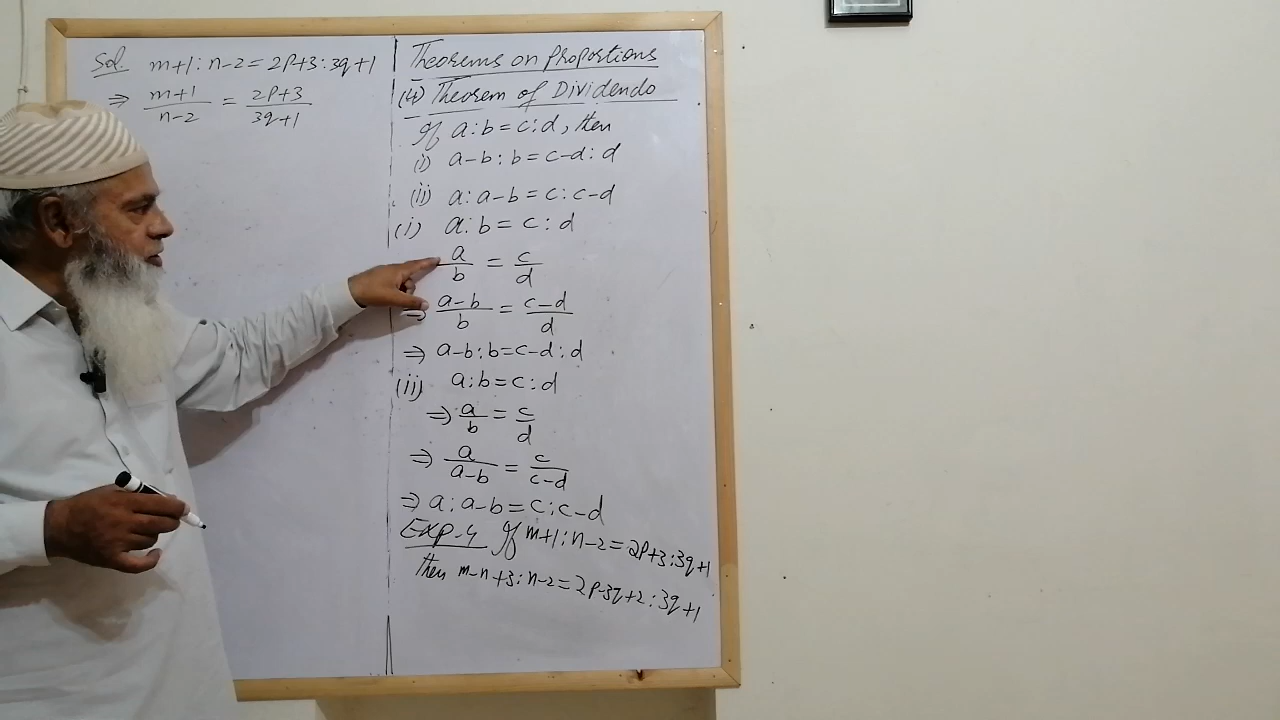 Sol. m+1:n-2=2p+3:3q+1
⇒ m+1/n-2 = 2p+3/3q+1
Theorems on Proportions
(4) Theorem of Dividendo
If a:b=c:d, then
(i) a-b:b=c-d:d
(ii) a:a-b=c:c-d
(i) a:b=c:d
a/b = c/d
⇒ a-b/b = c-d/d
⇒ a-b:b=c-d:d
(ii) a:b=c:d
⇒ a/b = c/d
⇒ a/a-b = c/c-d
⇒ a:a-b=c:c-d
Exp-4 If m+1:n-2=2p+3:3q+1
then m-n+3:n-2=2p-3q+2:3q+1